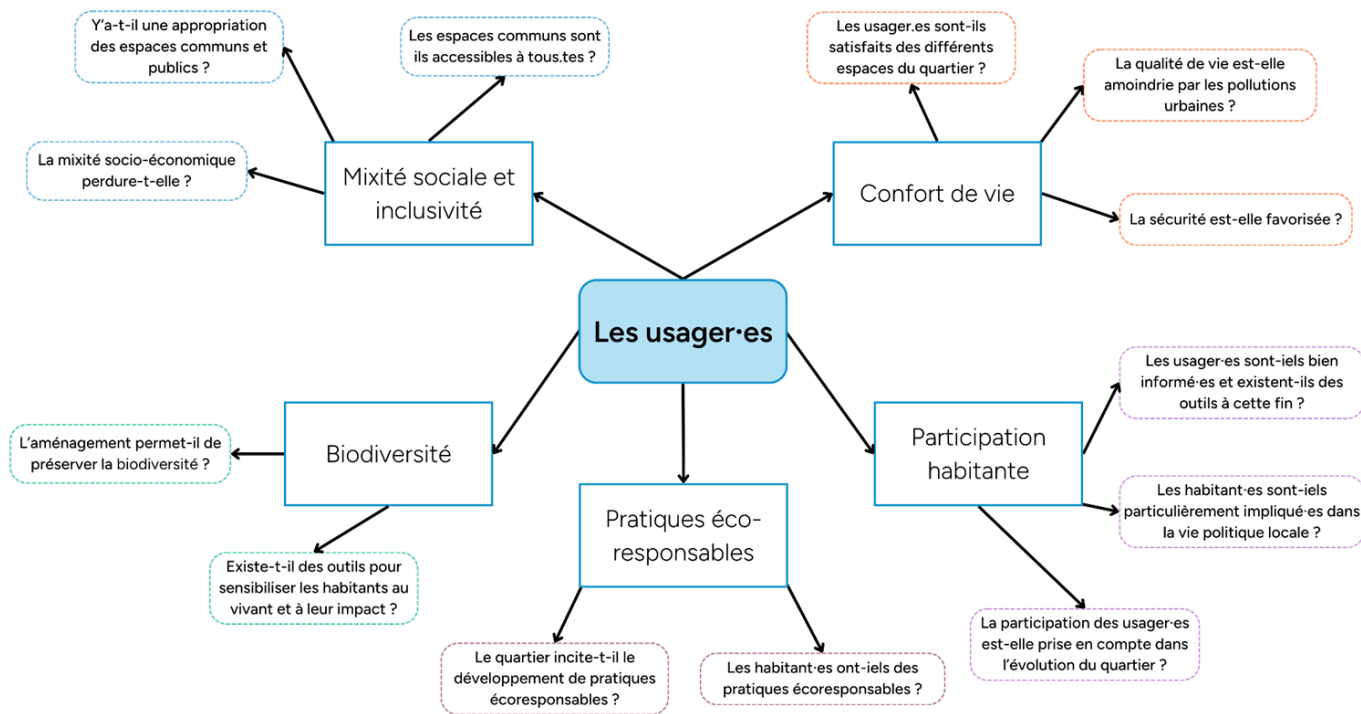 Y'a-t-il une appropriation
des espaces communs et
publics ?
Les espaces communs sont
ils accessibles à tous.tes ?
La mixité socio-économique
perdure-t-elle ?
Mixité sociale et
inclusivité
Les usager.es sont-ils
satisfaits des différents
espaces du quartier ?
La qualité de vie est-elle
amoindrie par les pollutions
urbaines ?
Confort de vie
La sécurité est-elle favorisée ?
Les usager·es
Biodiversité
L'aménagement permet-il de
préserver la biodiversité ?
Existe-t-il des outils pour
sensibiliser les habitants au
vivant et à leur impact ?
Pratiques éco-
responsables
Le quartier incite-t-il le
développement de pratiques
écoresponsables ?
Les habitant·es ont-iels des
pratiques écoresponsables ?
Participation
habitante
Les usager·es sont-iels bien
informé·es et existent-ils des
outils à cette fin ?
Les habitant·es sont-iels
particulièrement impliqué·es dans
la vie politique locale ?
La participation des usager·es
est-elle prise en compte dans
l'évolution du quartier ?